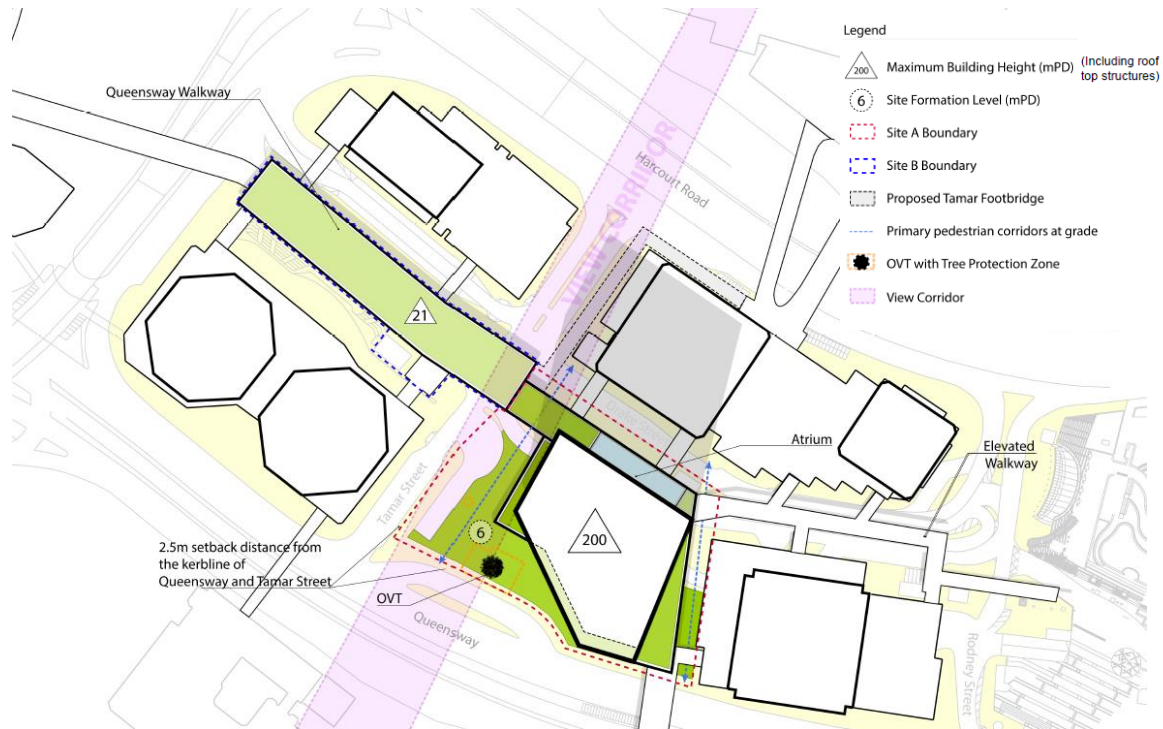 Legend
200
Maximum Building Height (mPD)
(Including roof
top structures)
6
Site Formation Level (mPD)
Site A Boundary
Site B Boundary
Proposed Tamar Footbridge
Primary pedestrian corridors at grade
OVT with Tree Protection Zone
View Corridor
Queensway Walkway
VIEW CORRIDOR
Harcourt Road
21
Drake Street
Atrium
Elevated
Walkway
Tamar Street
6
200
2.5m setback distance from
the kerbline of
Queensway and Tamar Street
OVT
Queensway
Rodney Street